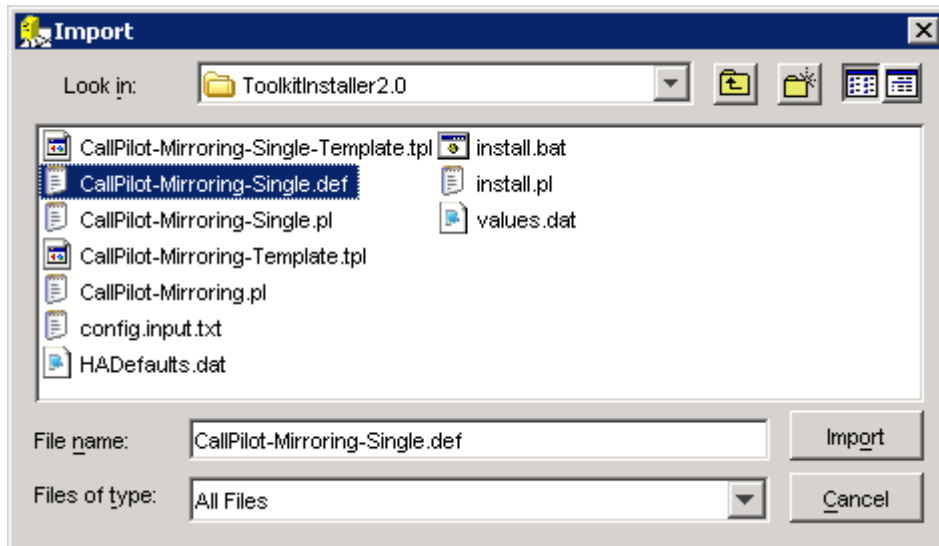 Import
Look in: ToolkitInstaller2.0
CallPilot-Mirroring-Single-Template.tpl
CallPilot-Mirroring-Single.def
CallPilot-Mirroring-Single.pl
CallPilot-Mirroring-Template.tpl
CallPilot-Mirroring.pl
config.input.txt
HADefaults.dat
install.bat
install.pl
values.dat
File name: CallPilot-Mirroring-Single.def Import
Files of type: All Files Cancel